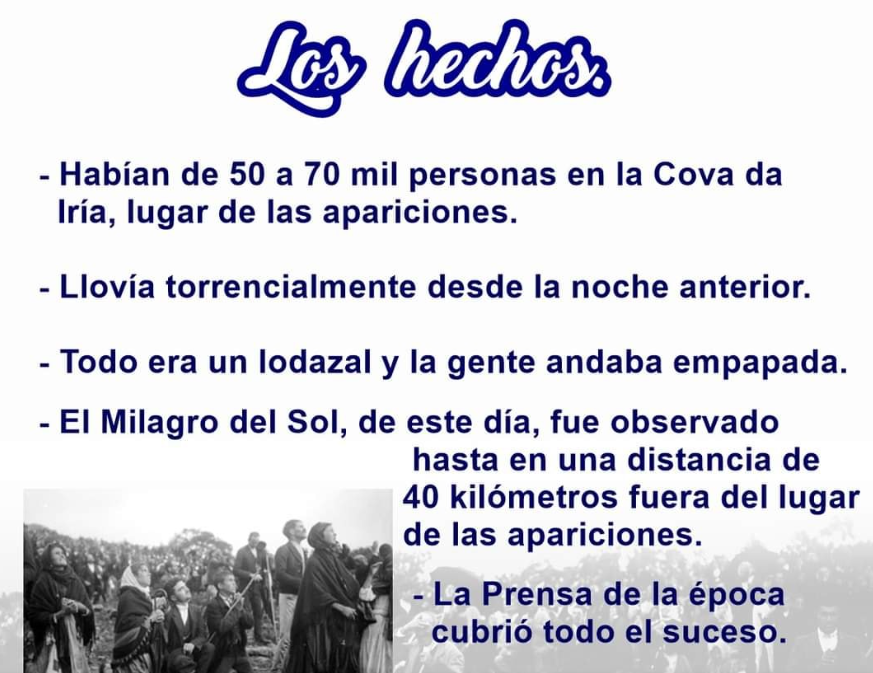 Los hechos.
- Habían de 50 a 70 mil personas en la Cova da
Iría, lugar de las apariciones.
- Llovía torrencialmente desde la noche anterior.
- Todo era un lodazal y la gente andaba empapada.
- El Milagro del Sol, de este día, fue observado
hasta en una distancia de
40 kilómetros fuera del lugar
de las apariciones.
- La Prensa de la época
cubrió todo el suceso.